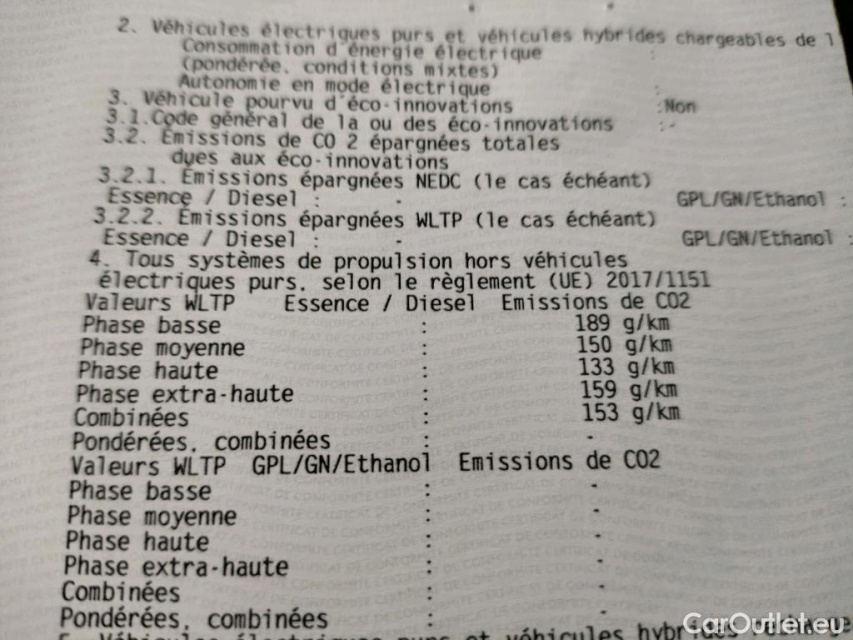 2. Véhicules électriques purs et véhicules hybrides chargeables de l
Consommation d'énergie électrique
(pondérée, conditions mixtes) :
Autonomie en mode électrique :
3. Véhicule pourvu d'éco-innovations :Non
3.1.Code général de la ou des éco-innovations :-
3.2. Emissions de CO 2 épargnées totales
dues aux éco-innovations
3.2.1. Emissions épargnées NEDC (le cas échéant)
Essence / Diesel : - GPL/GN/Ethanol :
3.2.2. Emissions épargnées WLTP (le cas échéant)
Essence / Diesel : - GPL/GN/Ethanol :
4. Tous systèmes de propulsion hors véhicules
électriques purs, selon le règlement (UE) 2017/1151
Valeurs WLTP Essence / Diesel Emissions de CO2
Phase basse : 189 g/km
Phase moyenne : 150 g/km
Phase haute : 133 g/km
Phase extra-haute : 159 g/km
Combinées : 153 g/km
Pondérées, combinées : -
Valeurs WLTP GPL/GN/Ethanol Emissions de CO2
Phase basse : -
Phase moyenne : -
Phase haute : -
Phase extra-haute : -
Combinées : -
Pondérées, combinées : -
5. Véhicules électriques purs et véhicules hybrides
CarOutlet.eu